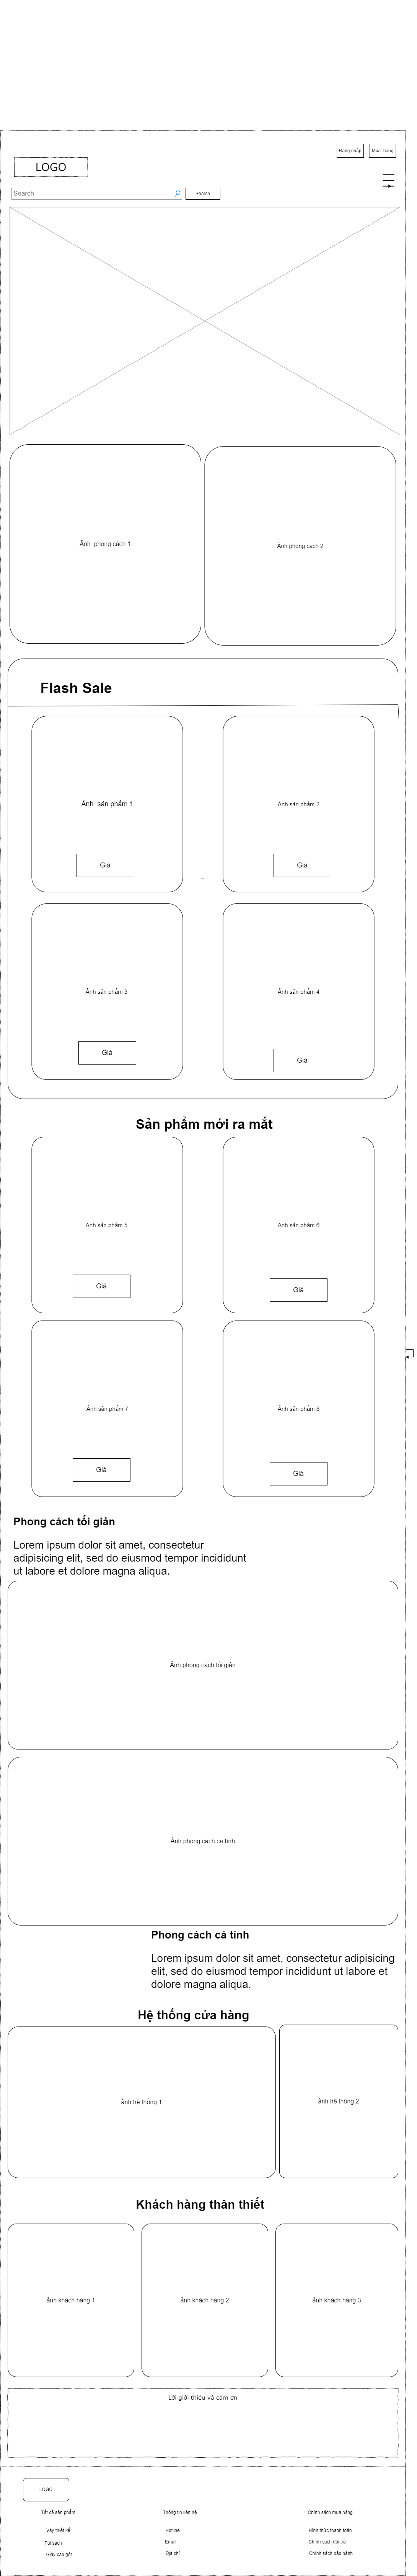 Đăng nhập
Mua hàng
LOGO
Search
Search
Ảnh phong cách 1
Ảnh phong cách 2
Flash Sale
Ảnh sản phẩm 1
Ảnh sản phẩm 2
Giá
Giá
Ảnh sản phẩm 3
Ảnh sản phẩm 4
Giá
Giá
Sản phẩm mới ra mắt
Ảnh sản phẩm 5
Ảnh sản phẩm 6
Giá
Giá
Ảnh sản phẩm 7
Ảnh sản phẩm 8
Giá
Giá
Phong cách tối giản
Lorem ipsum dolor sit amet, consectetur
adipisicing elit, sed do eiusmod tempor incididunt
ut labore et dolore magna aliqua.
Ảnh phong cách tối giản
Ảnh phong cách cá tính
Phong cách cá tính
Lorem ipsum dolor sit amet, consectetur adipisicing
elit, sed do eiusmod tempor incididunt ut labore et
dolore magna aliqua.
Hệ thống cửa hàng
ảnh hệ thống 1
ảnh hệ thống 2
Khách hàng thân thiết
ảnh khách hàng 1
ảnh khách hàng 2
ảnh khách hàng 3
Lời giới thiệu và cảm ơn
LOGO
Tất cả sản phẩm
Thông tin liên hệ
Chính sách mua hàng
Váy thiết kế
Hotline
Hình thức thanh toán
Túi sách
Email
Chính sách đổi trả
Giày cao gót
Địa chỉ
Chính sách bảo hành